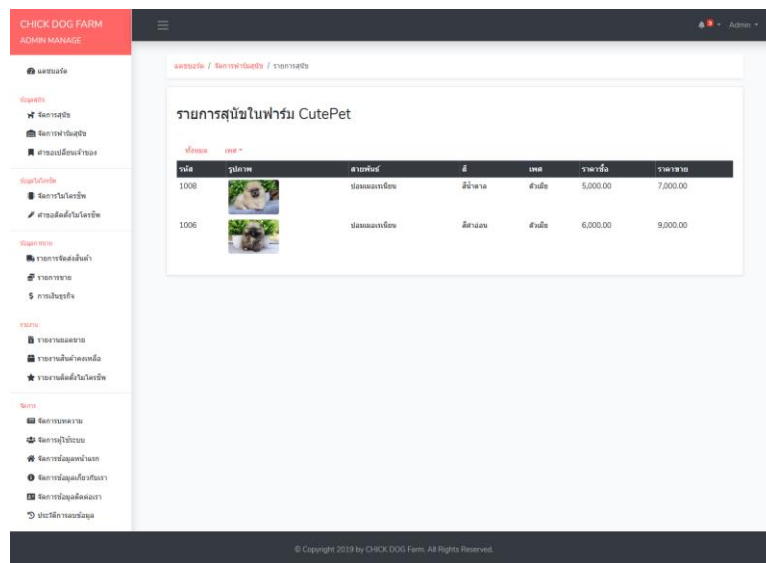 CHICK DOG FARM
ADMIN MANAGE
9 Admin
แดชบอร์ด
แดชบอร์ด / จัดการฟาร์มสุนัข / รายการสุนัข
ข้อมูลสุนัข
จัดการสุนัข
จัดการฟาร์มสุนัข
คำขอเปลี่ยนเจ้าของ
ข้อมูลไมโครชิพ
จัดการไมโครชิพ
คำขอติดตั้งไมโครชิพ
ข้อมูลการขาย
รายการจัดส่งสินค้า
รายการขาย
การเงินธุรกิจ
รายงาน
รายงานยอดขาย
รายงานสินค้าคงเหลือ
รายงานติดตั้งไมโครชิพ
จัดการ
จัดการบทความ
จัดการผู้ใช้ระบบ
จัดการข้อมูลหน้าแรก
จัดการข้อมูลเกี่ยวกับเรา
จัดการข้อมูลติดต่อเรา
ประวัติการลบข้อมูล
รายการสุนัขในฟาร์ม CutePet
ทั้งหมด เพศ
รหัส รูปภาพ สายพันธ์ สี เพศ ราคาซื้อ ราคาขาย
1008 ปอมเมอเรเนียน สีน้ำตาล ตัวเมีย 5,000.00 7,000.00
1006 ปอมเมอเรเนียน สีดำอ่อน ตัวเมีย 6,000.00 9,000.00
© Copyright 2019 by CHICK DOG Farm. All Rights Reserved.